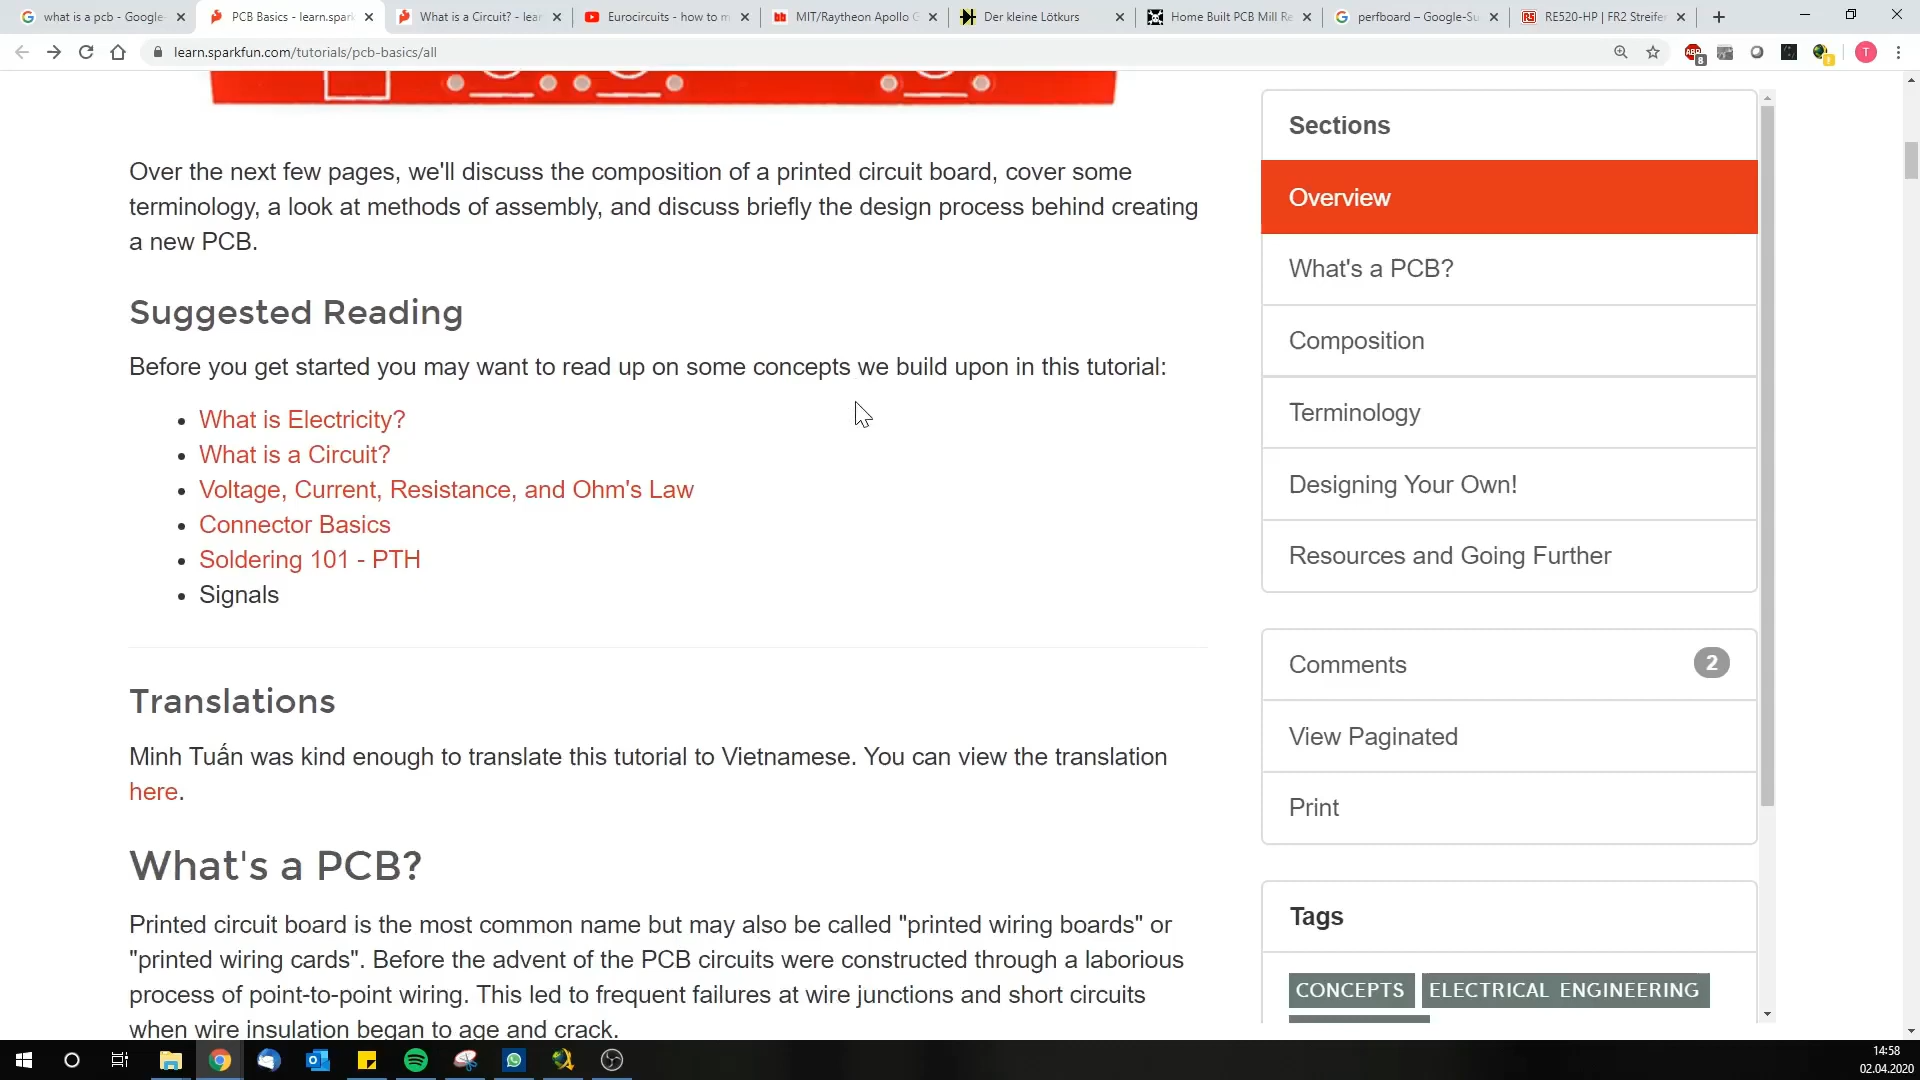 what is a pcb - Google-
PCB Basics - learn.spark
What is a Circuit? - lear
Eurocircuits - how to m
MIT/Raytheon Apollo G
Der kleine Lötkurs
Home Built PCB Mill Re
perfboard – Google-Su
RE520-HP | FR2 Streife
learn.sparkfun.com/tutorials/pcb-basics/all
ABP
8
T
Over the next few pages, we'll discuss the composition of a printed circuit board, cover some
terminology, a look at methods of assembly, and discuss briefly the design process behind creating
a new PCB.
Suggested Reading
Before you get started you may want to read up on some concepts we build upon in this tutorial:
What is Electricity?
What is a Circuit?
Voltage, Current, Resistance, and Ohm's Law
Connector Basics
Soldering 101 - PTH
Signals
Translations
Minh Tuấn was kind enough to translate this tutorial to Vietnamese. You can view the translation
here.
What's a PCB?
Printed circuit board is the most common name but may also be called "printed wiring boards" or
"printed wiring cards". Before the advent of the PCB circuits were constructed through a laborious
process of point-to-point wiring. This led to frequent failures at wire junctions and short circuits
when wire insulation began to age and crack.
Sections
Overview
What's a PCB?
Composition
Terminology
Designing Your Own!
Resources and Going Further
Comments 2
View Paginated
Print
Tags
CONCEPTS ELECTRICAL ENGINEERING
14:58
02.04.2020